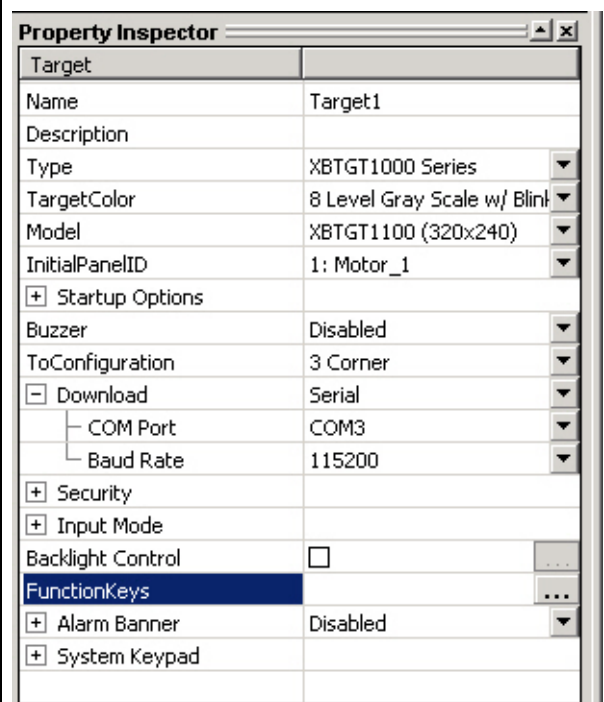 Property Inspector
Target
Name Target1
Description
Type XBTGT1000 Series
TargetColor 8 Level Gray Scale w/ Blink
Model XBTGT1100 (320x240)
InitialPanelID 1: Motor_1
Startup Options
Buzzer Disabled
ToConfiguration 3 Corner
Download Serial
COM Port COM3
Baud Rate 115200
Security
Input Mode
Backlight Control ...
FunctionKeys ...
Alarm Banner Disabled
System Keypad